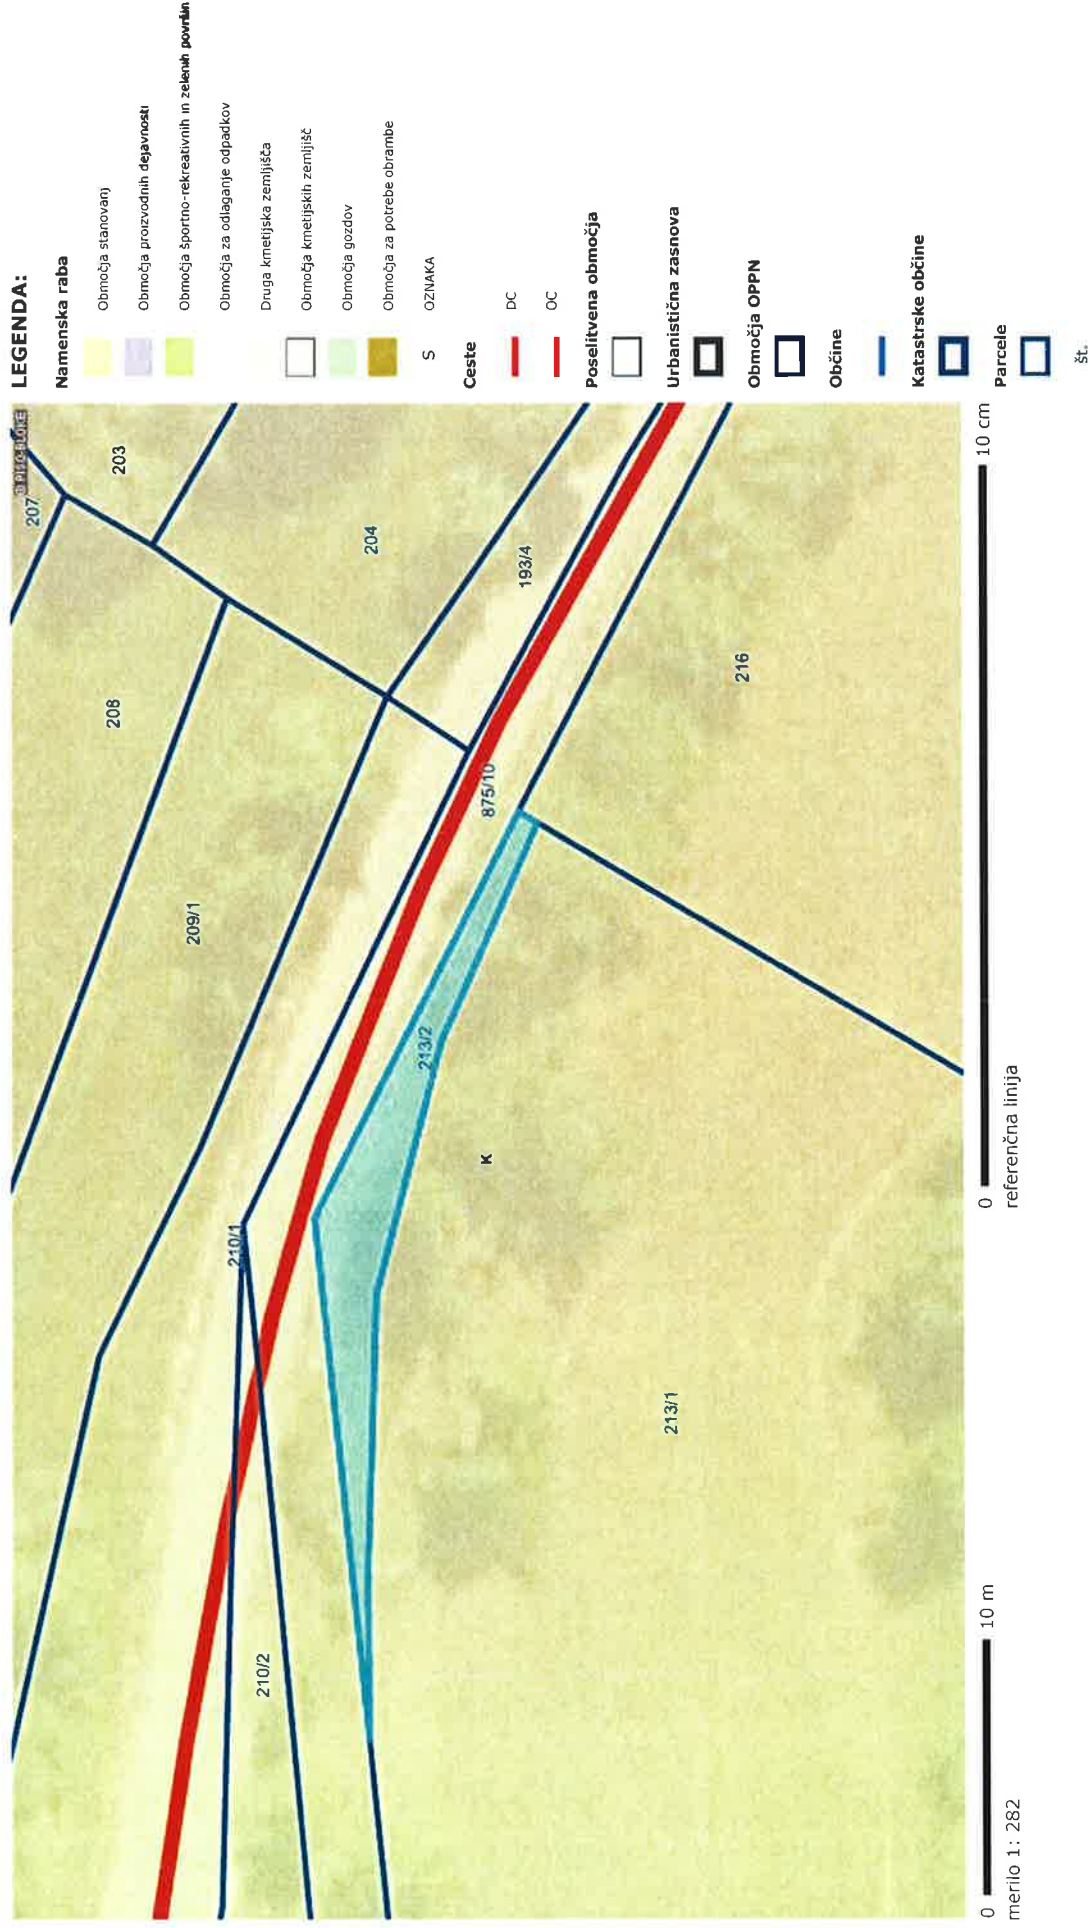 LEGENDA:
Namenska raba
Območja stanovanj
Območja proizvodnih dejavnosti
Območja športno-rekreativnih in zelenih površin
Območja za odlaganje odpadkov
Druga kmetijska zemljišča
Območja kmetijskih zemljišč
Območja gozdov
Območja za potrebe obrambe
S OZNAKA
Ceste
DC
OC
Poselitvena območja
Urbanistična zasnova
Območja OPPN
Občine
Katastrske občine
Parcele
št.
207
203
208
204
193/4
209/1
875/10
216
213/2
210/1
K
213/1
210/2
0 10 m
merilo 1: 282
0 10 cm
referenčna linija